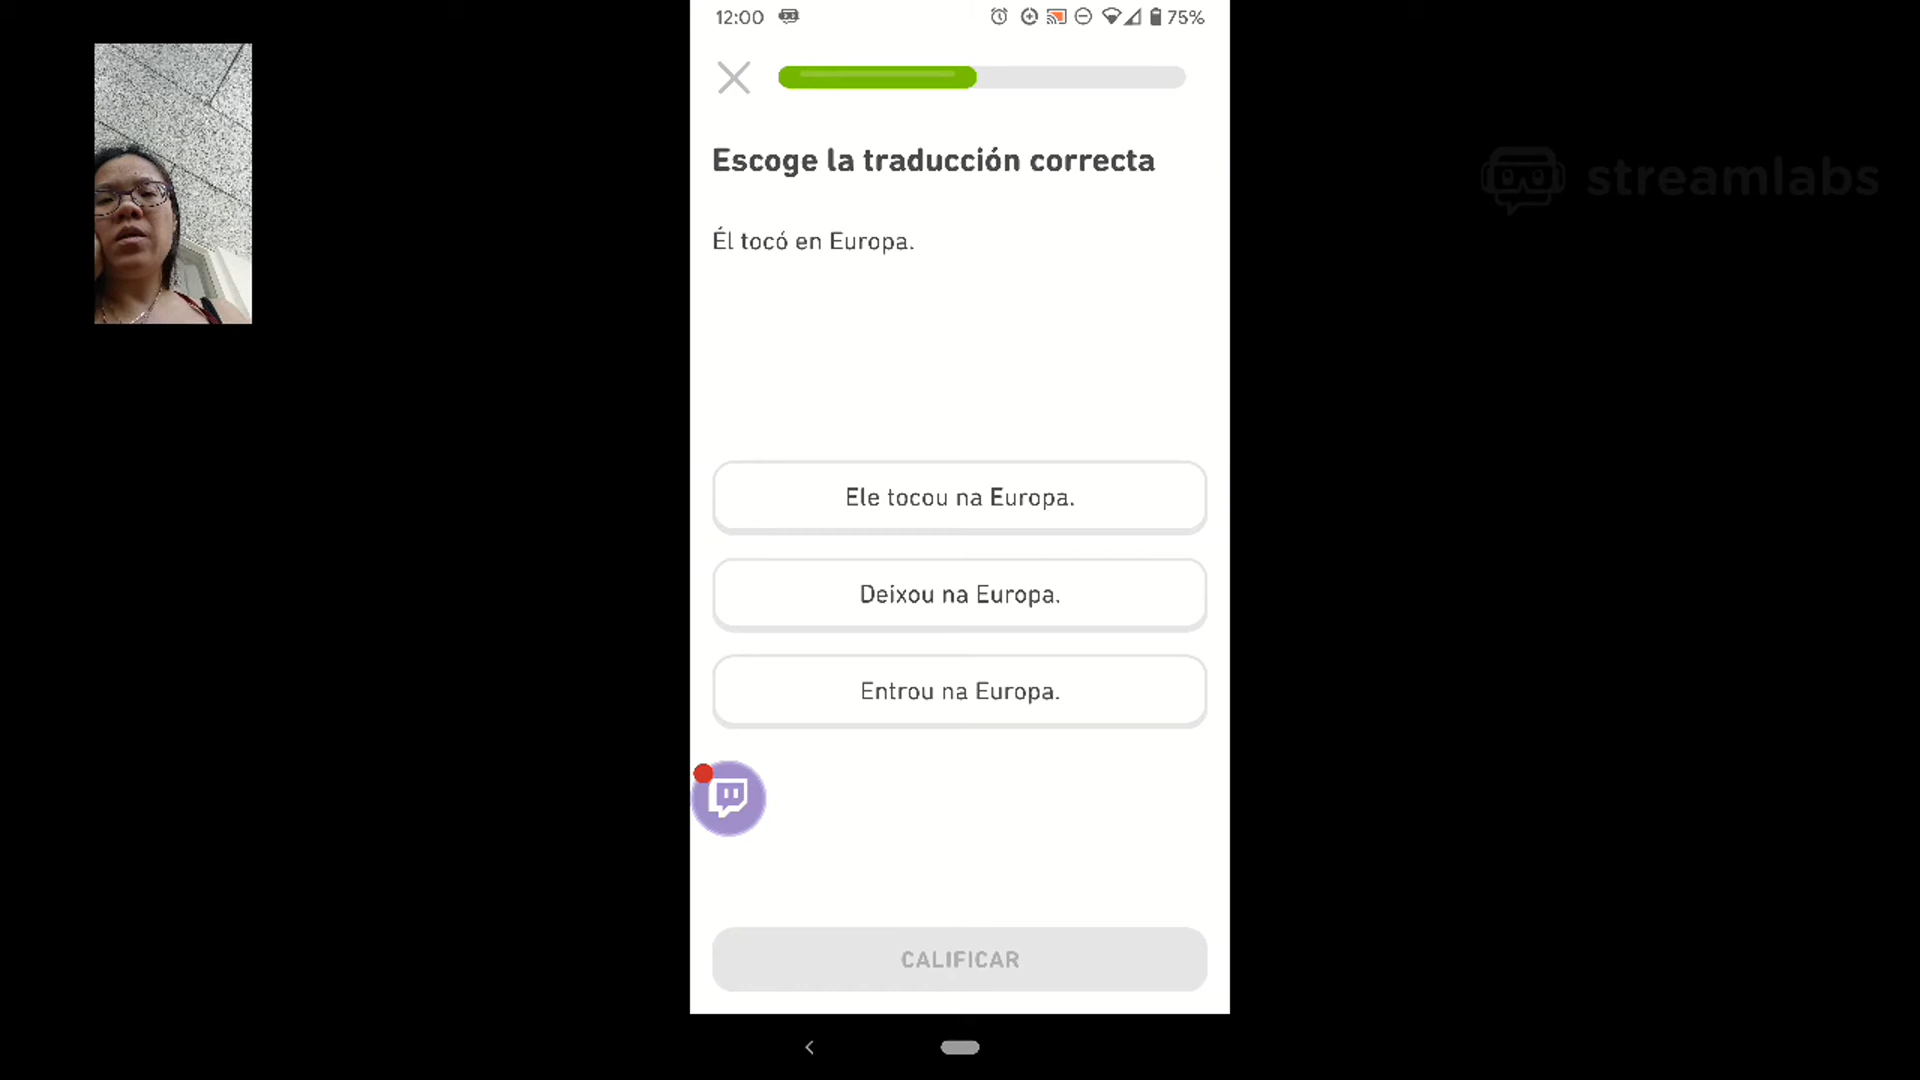 12:00
75%
streamlabs
Escoge la traducción correcta
Él tocó en Europa.
Ele tocou na Europa.
Deixou na Europa.
Entrou na Europa.
CALIFICAR